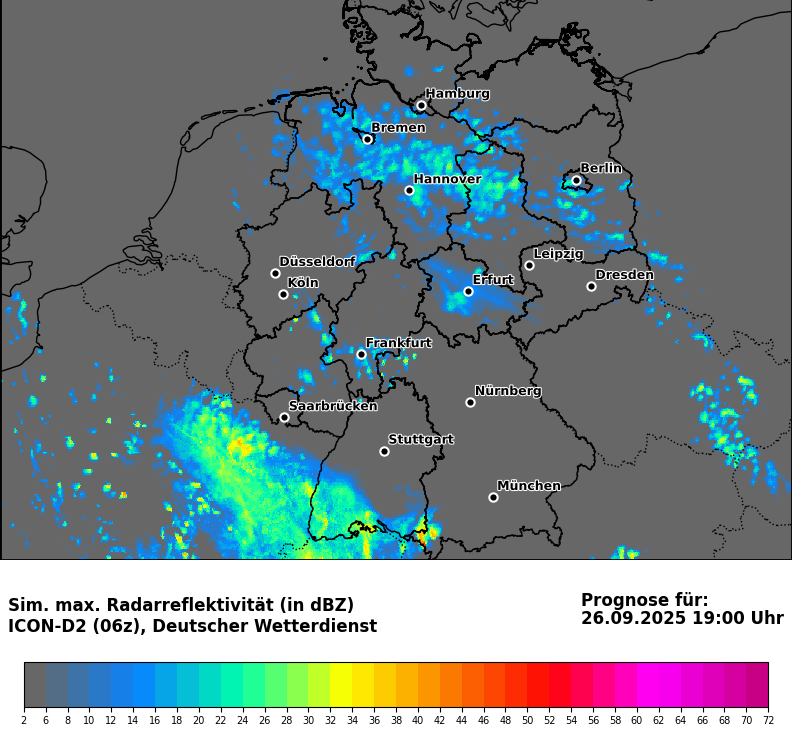 Hamburg
Bremen
Berlin
Hannover
Leipzig
Düsseldorf
Erfurt
Dresden
Köln
Frankfurt
Nürnberg
Saarbrücken
Stuttgart
München
Sim. max. Radarreflektivität (in dBZ)
ICON-D2 (06z), Deutscher Wetterdienst
Prognose für:
26.09.2025 19:00 Uhr
2 6 8 10 12 14 16 18 20 22 24 26 28 30 32 34 36 38 40 42 44 46 48 50 52 54 56 58 60 62 64 66 68 70 72